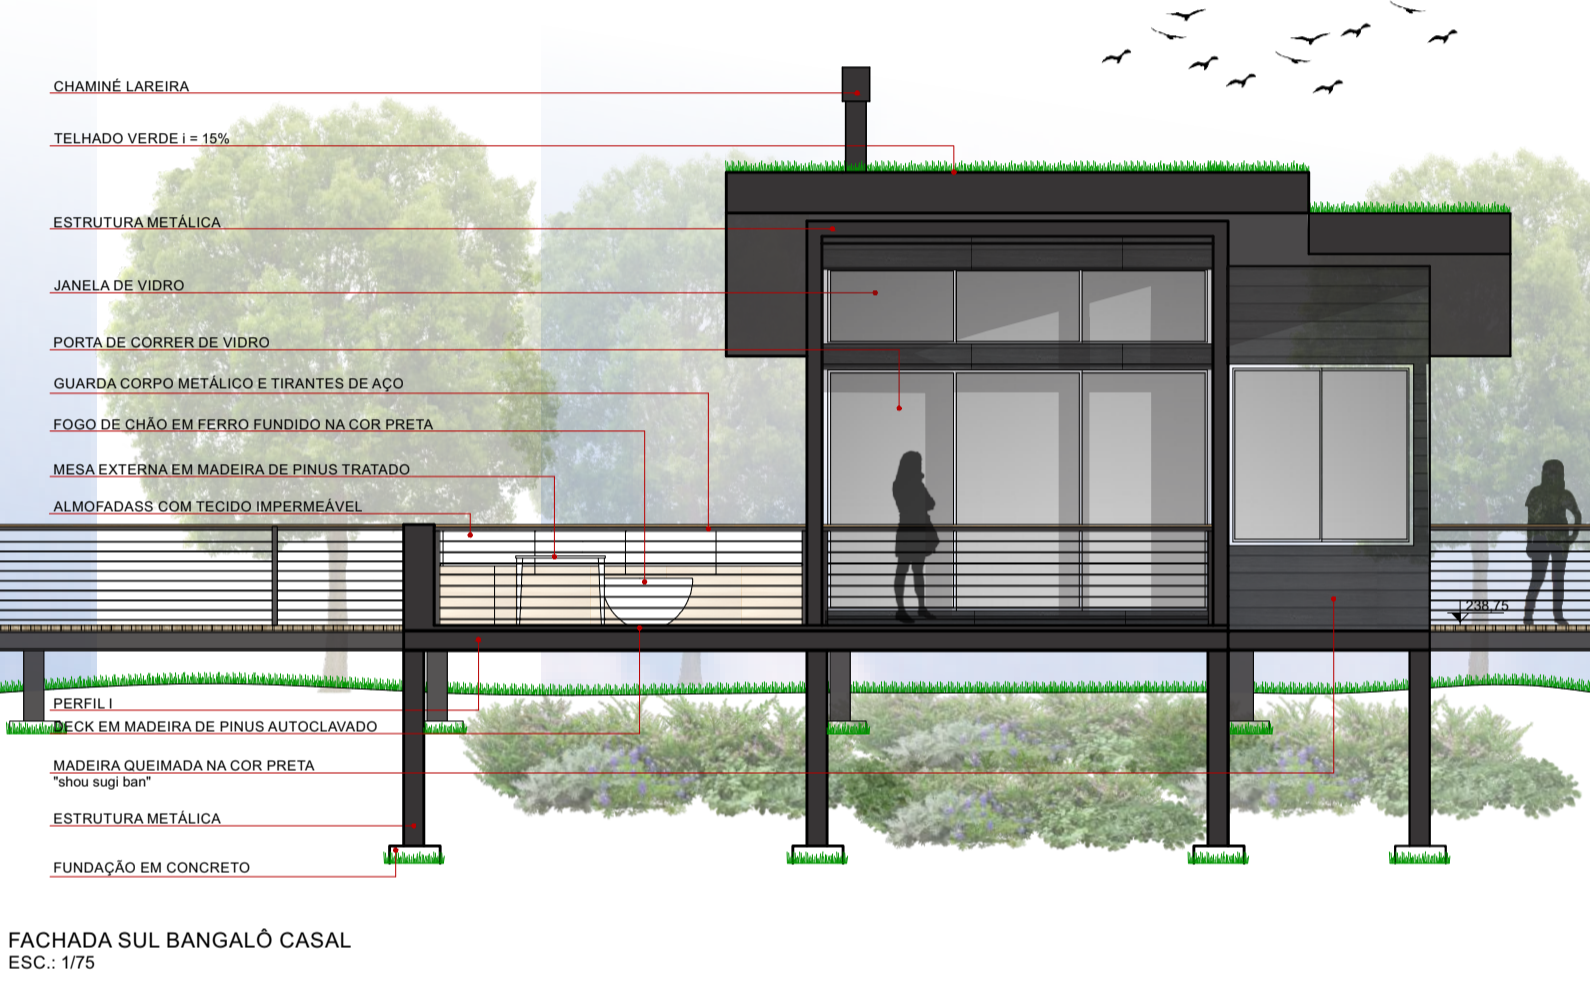 CHAMINÉ LAREIRA
TELHADO VERDE i = 15%
ESTRUTURA METÁLICA
JANELA DE VIDRO
PORTA DE CORRER DE VIDRO
GUARDA CORPO METÁLICO E TIRANTES DE AÇO
FOGO DE CHÃO EM FERRO FUNDIDO NA COR PRETA
MESA EXTERNA EM MADEIRA DE PINUS TRATADO
ALMOFADASS COM TECIDO IMPERMEÁVEL
238,75
PERFIL I
DECK EM MADEIRA DE PINUS AUTOCLAVADO
MADEIRA QUEIMADA NA COR PRETA
"shou sugi ban"
ESTRUTURA METÁLICA
FUNDAÇÃO EM CONCRETO
FACHADA SUL BANGALÔ CASAL
ESC.: 1/75